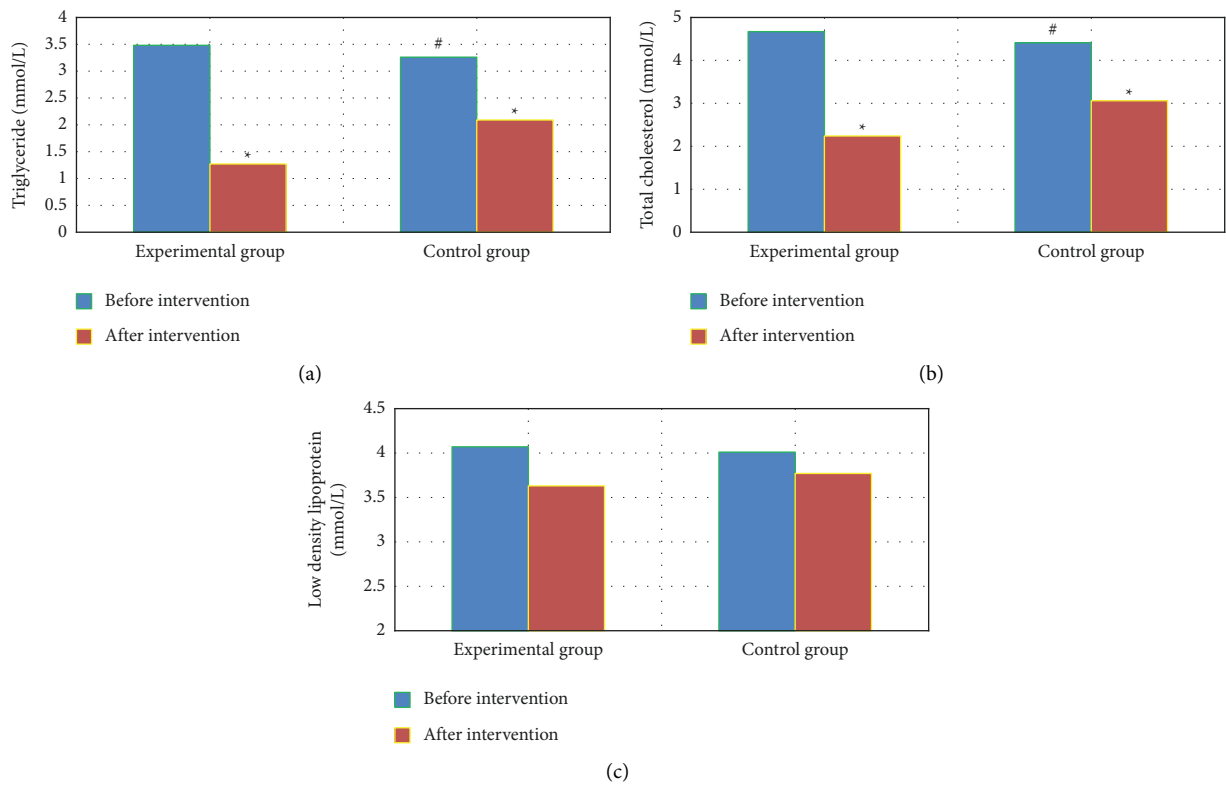 Triglyceride (mmol/L)
4
3.5
3
2.5
2
1.5
1
0.5
0
#
*
*
Experimental group
Control group
Before intervention
After intervention
(a)
Total choleesterol (mmol/L)
5
4
3
2
1
0
#
*
*
Experimental group
Control group
Before intervention
After intervention
(b)
Low density lipoprotein
(mmol/L)
4.5
4
3.5
3
2.5
2
Experimental group
Control group
Before intervention
After intervention
(c)